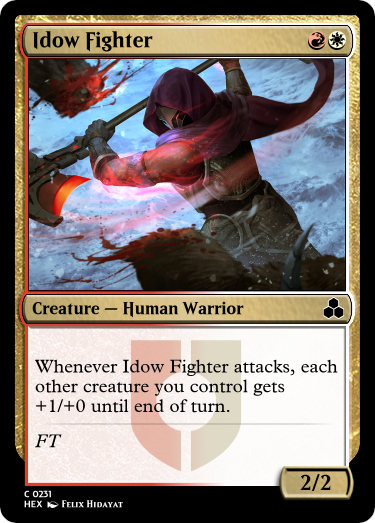 Idow Fighter
Creature — Human Warrior
Whenever Idow Fighter attacks, each
other creature you control gets
+1/+0 until end of turn.
FT
2/2
C 0231
HEX Felix Hidayat